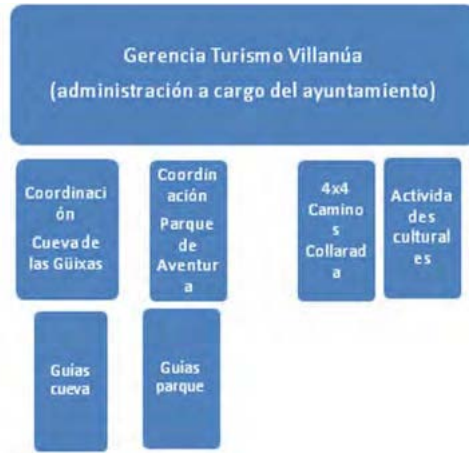 Gerencia Turismo Villanúa
(administración a cargo del ayuntamiento)
Coordinaci
ón
Cueva de
las Güixas
Coordin
ación
Parque
de
Aventur
a
4x4
Camino
s
Collarad
a
Activida
des
cultural
es
Guías
cueva
Guías
parque